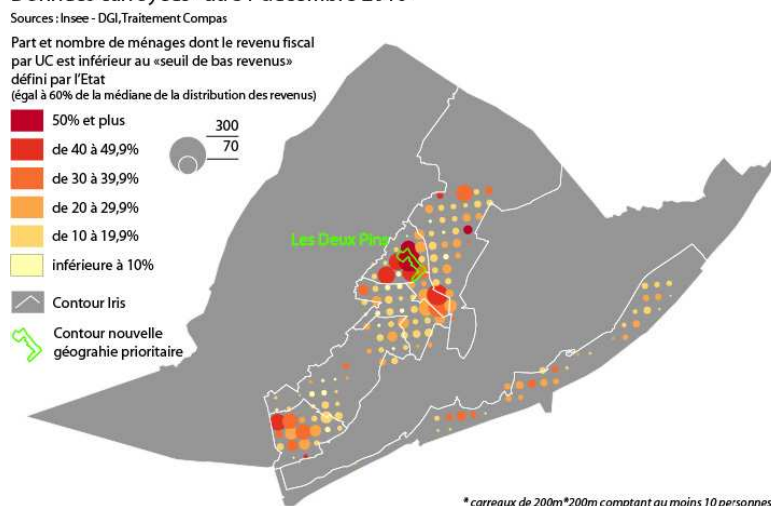 Sources : Insee - DGI,Traitement Compas
Part et nombre de ménages dont le revenu fiscal
par UC est inférieur au «seuil de bas revenus»
défini par l'Etat
(égal à 60% de la médiane de la distribution des revenus)
50% et plus
de 40 à 49,9%
de 30 à 39,9%
de 20 à 29,9%
de 10 à 19,9%
inférieure à 10%
300
70
Contour Iris
Contour nouvelle
géograhie prioritaire
Les Deux Pins
* carreaux de 200m*200m comptant au moins 10 personnes